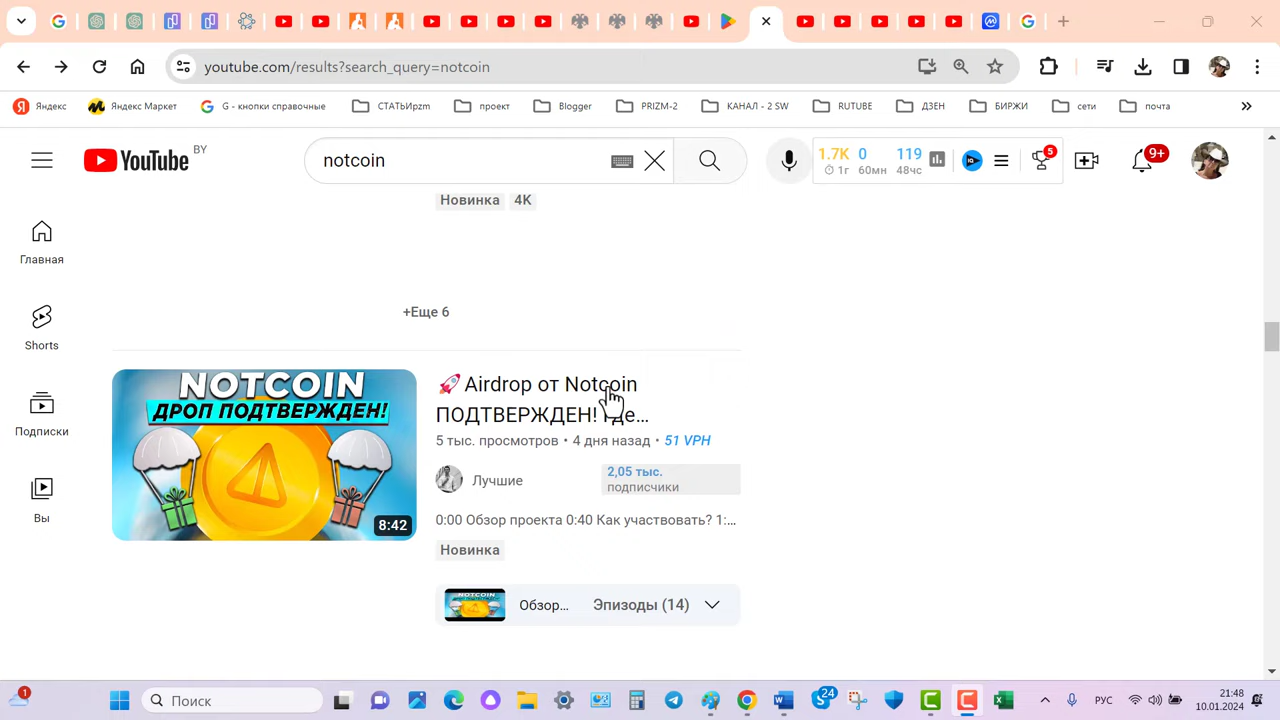 youtube.com/results?search_query=notcoin
Яндекс
Яндекс Маркет
G - кнопки справочные
СТАТЬИрzm
проект
Blogger
PRIZM-2
КАНАЛ - 2 SW
RUTUBE
ДЗЕН
БИРЖИ
сети
почта
YouTube
BY
notcoin
1.7K 0 119
1г 60мн 48чс
5
9+
Новинка 4K
Главная
+Еще 6
Shorts
NOTCOIN
ДРОП ПОДТВЕРЖДЕН!
8:42
🚀Airdrop от Notcoin
ПОДТВЕРЖДЕН! Где...
5 тыс. просмотров • 4 дня назад • 51 VPH
Подписки
Лучшие
2,05 тыс.
подписчики
Вы
0:00 Обзор проекта 0:40 Как участвовать? 1:...
Новинка
Обзор...
Эпизоды (14)
1
Поиск
24
РУС
21:48
10.01.2024